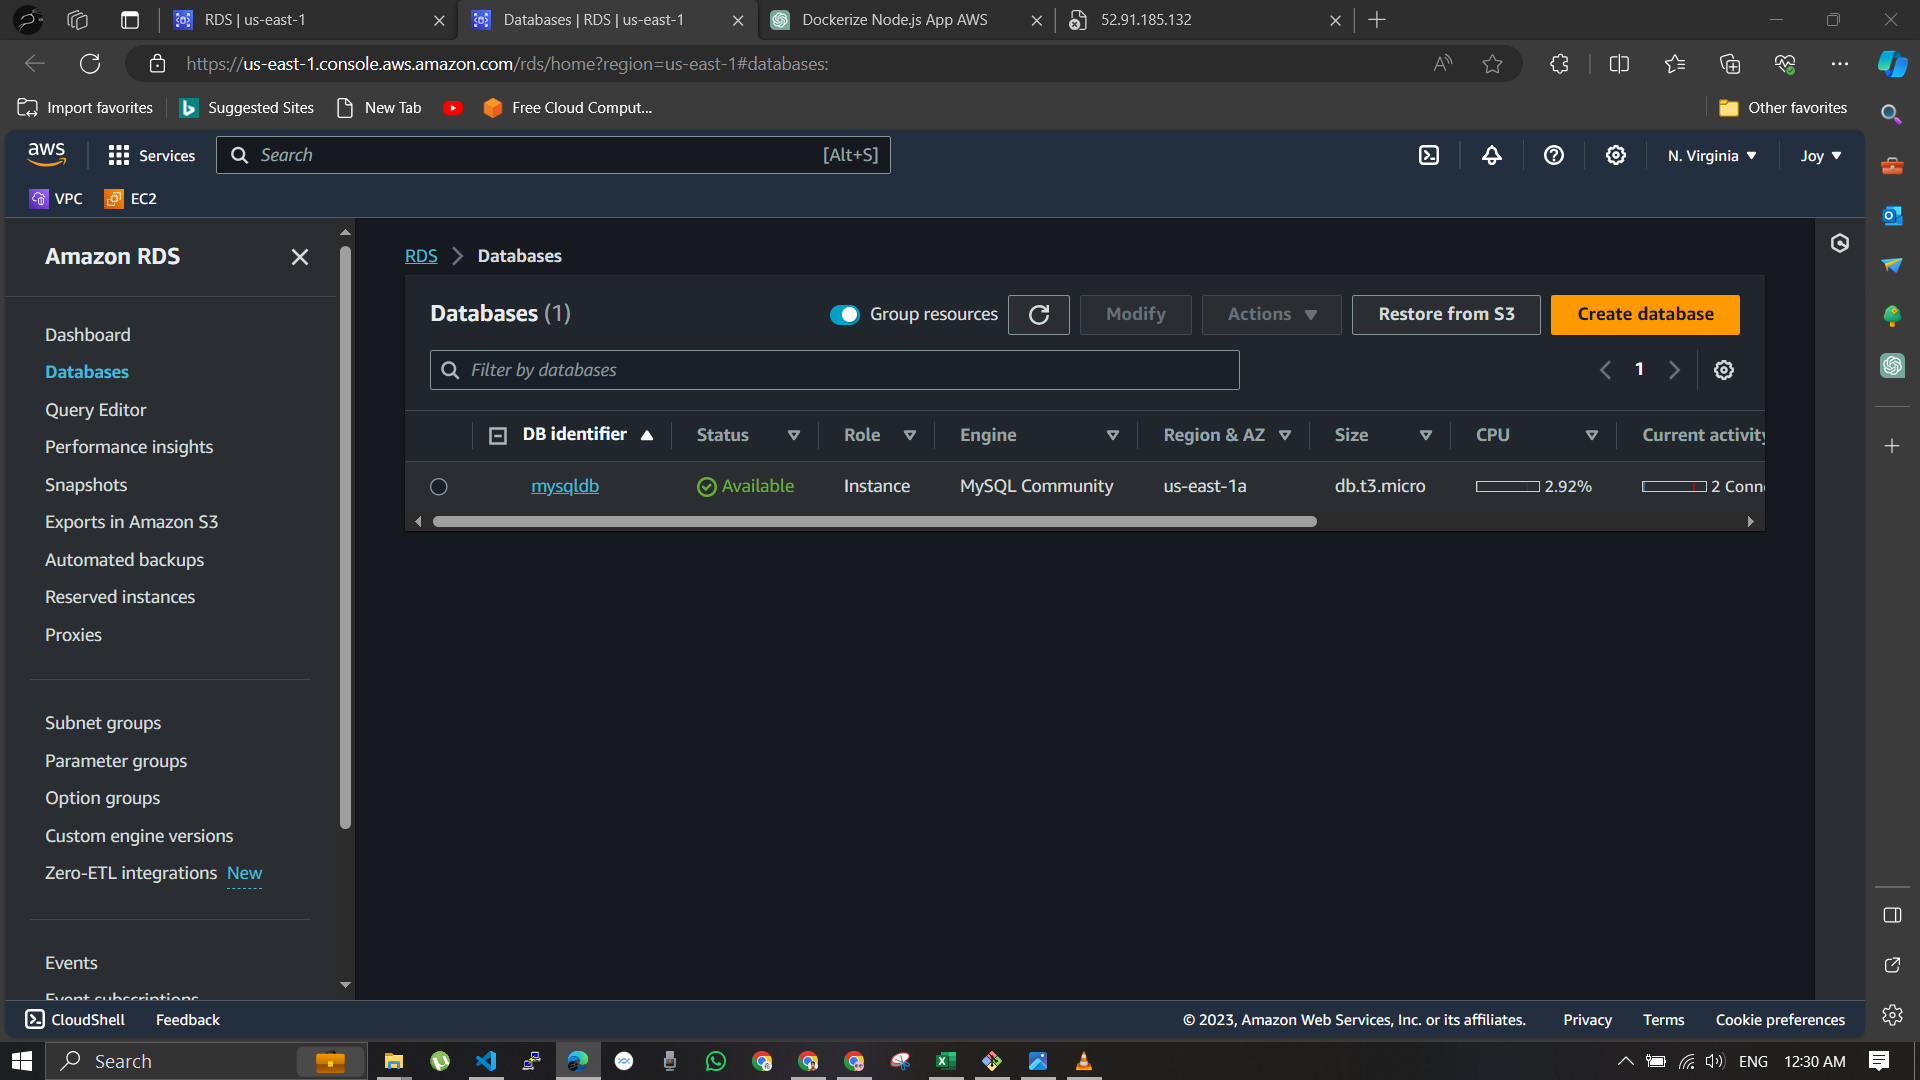 RDS | us-east-1
Databases | RDS | us-east-1
Dockerize Node.js App AWS
52.91.185.132
https://us-east-1.console.aws.amazon.com/rds/home?region=us-east-1#databases:
Import favorites
Suggested Sites
New Tab
Free Cloud Comput...
Other favorites
aws
Services
Search
[Alt+S]
N. Virginia
Joy
VPC
EC2
Amazon RDS
Dashboard
Databases
Query Editor
Performance insights
Snapshots
Exports in Amazon S3
Automated backups
Reserved instances
Proxies
Subnet groups
Parameter groups
Option groups
Custom engine versions
Zero-ETL integrations New
Events
Event subscriptions
RDS > Databases
Databases (1)
Group resources
Modify
Actions
Restore from S3
Create database
Filter by databases
1
DB identifier Status Role Engine Region & AZ Size CPU Current activity
mysqldb Available Instance MySQL Community us-east-1a db.t3.micro 2.92% 2 Conn
CloudShell
Feedback
© 2023, Amazon Web Services, Inc. or its affiliates.
Privacy
Terms
Cookie preferences
Search
ENG
12:30 AM